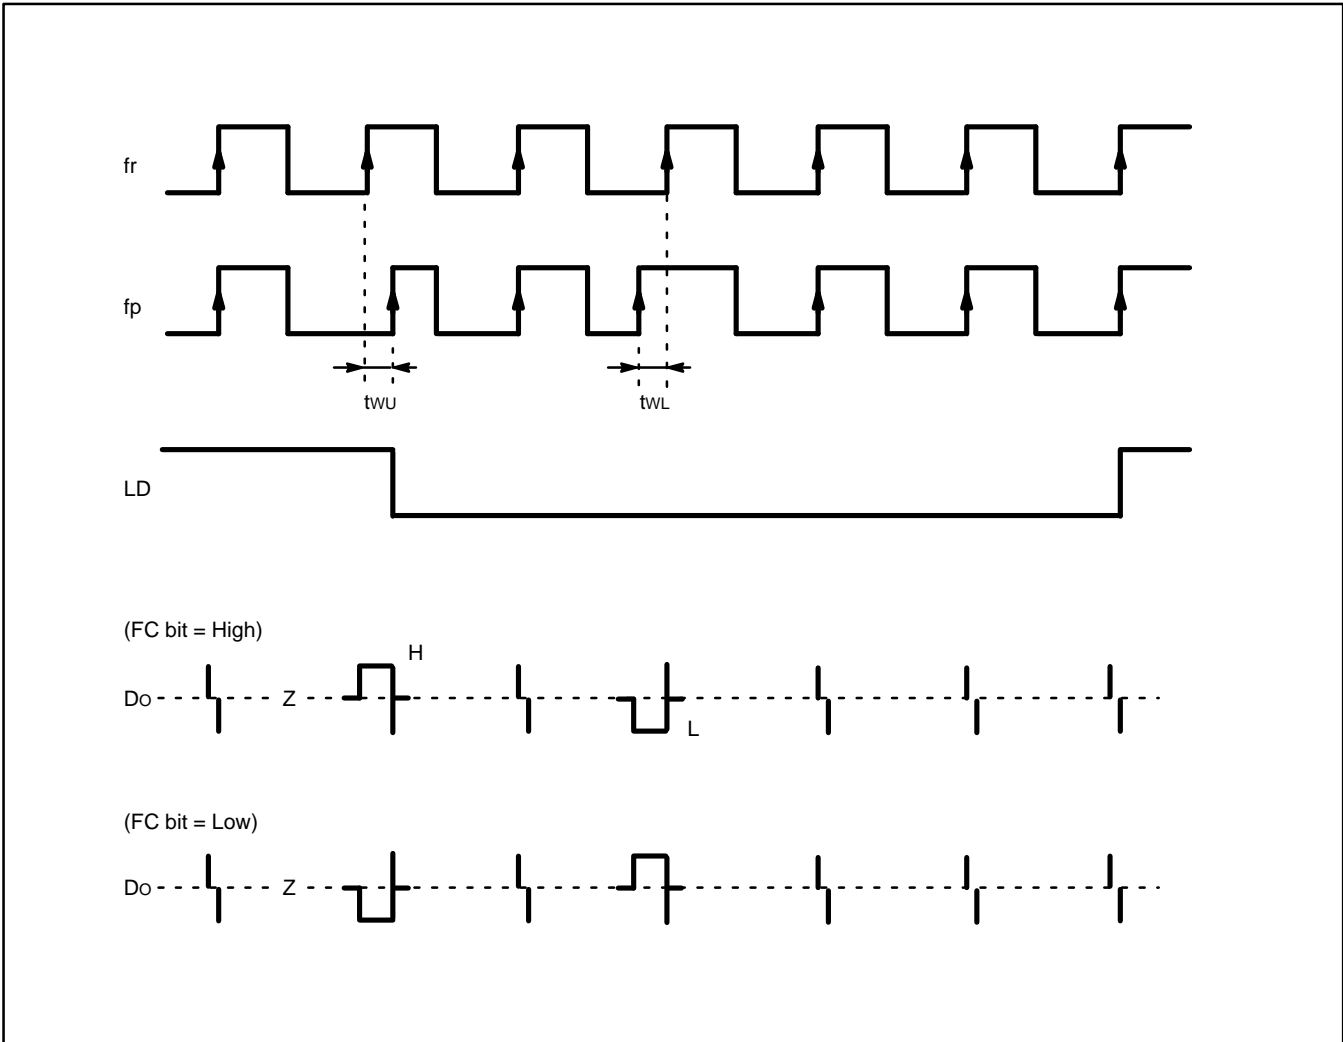 fr
fp
tWU
tWL
LD
(FC bit = High)
H
DO
Z
L
(FC bit = Low)
DO
Z